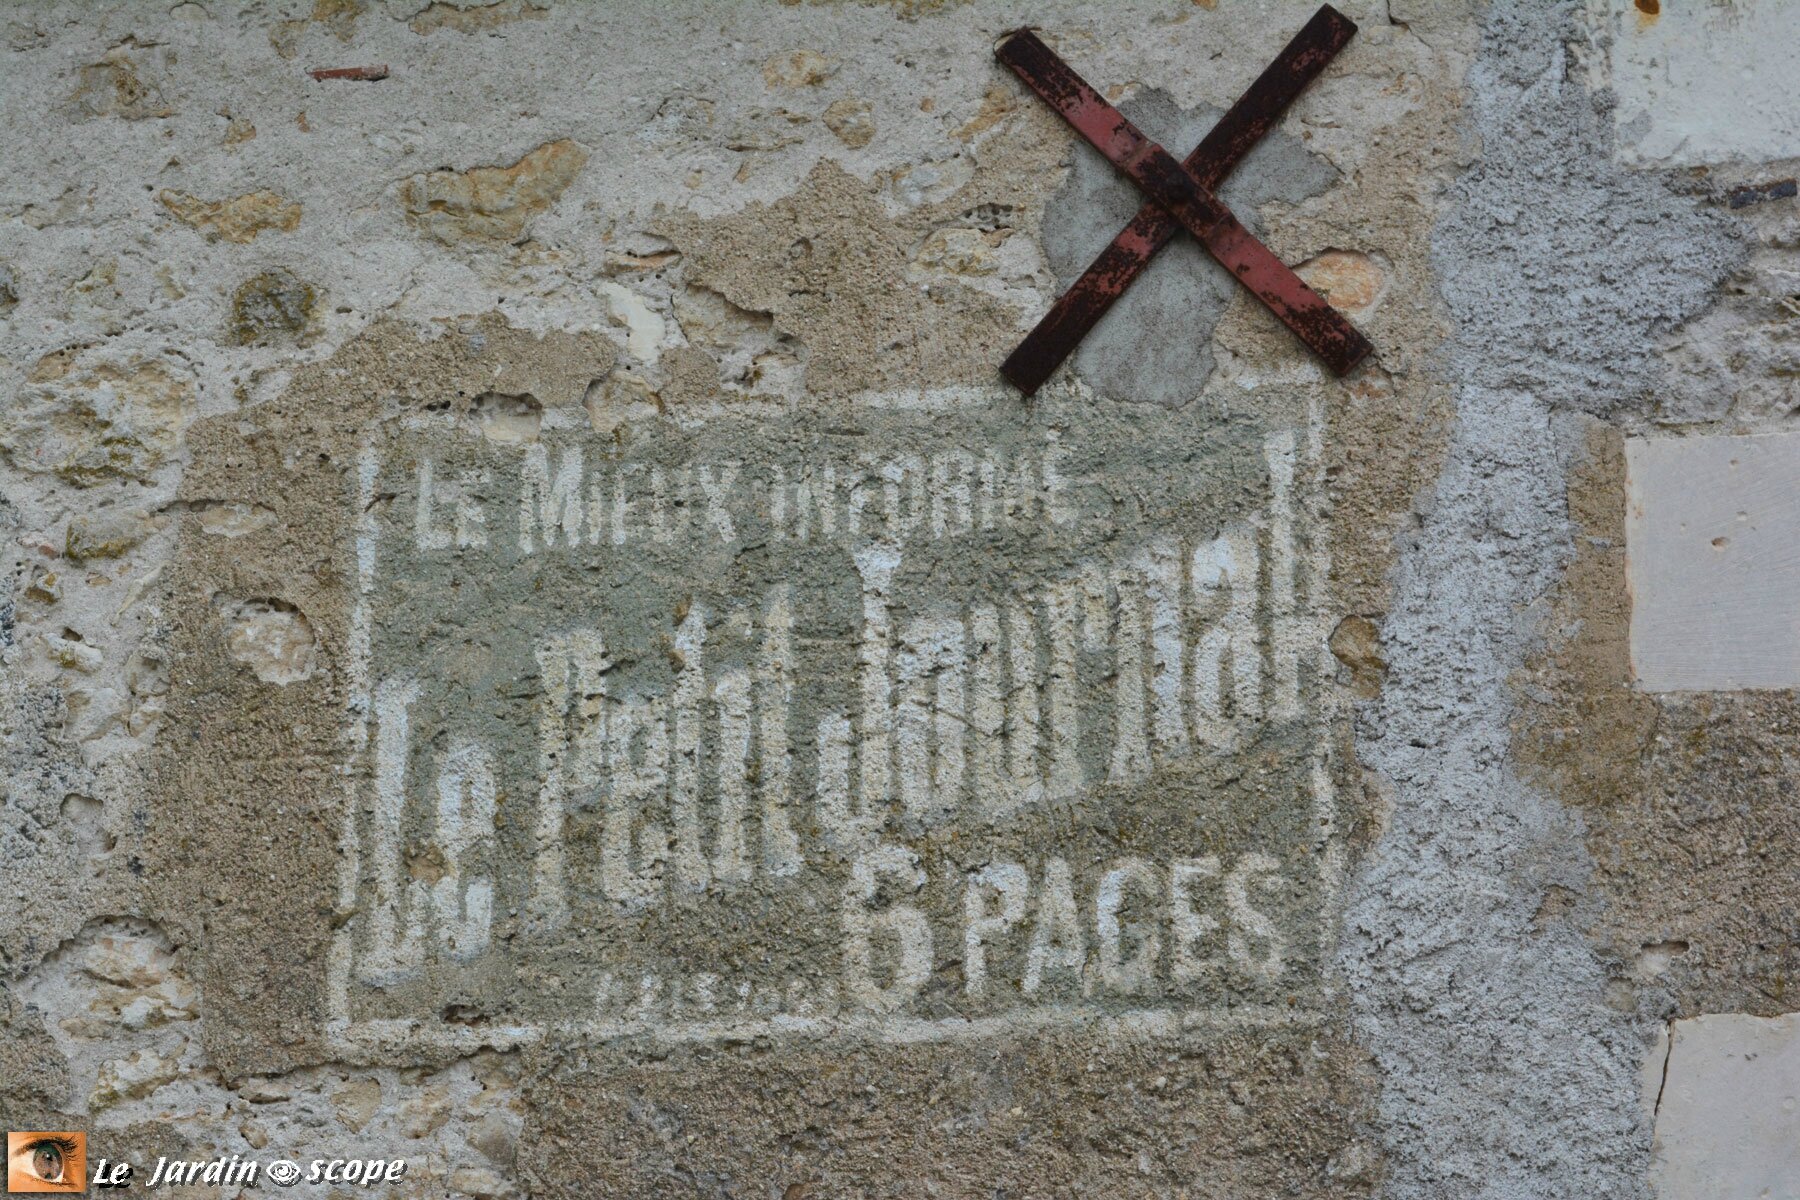 LE MIEUX INFORMÉ
Le Petit Journal
6 PAGES
Le Jardin scope